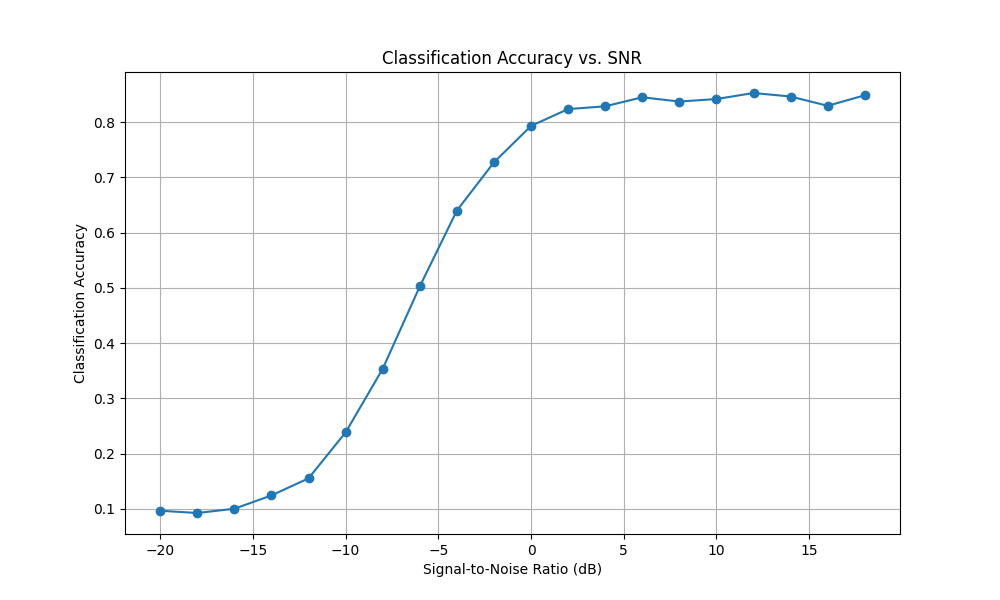 Classification Accuracy vs. SNR
Classification Accuracy
0.8
0.7
0.6
0.5
0.4
0.3
0.2
0.1
−20 −15 −10 −5 0 5 10 15
Signal-to-Noise Ratio (dB)